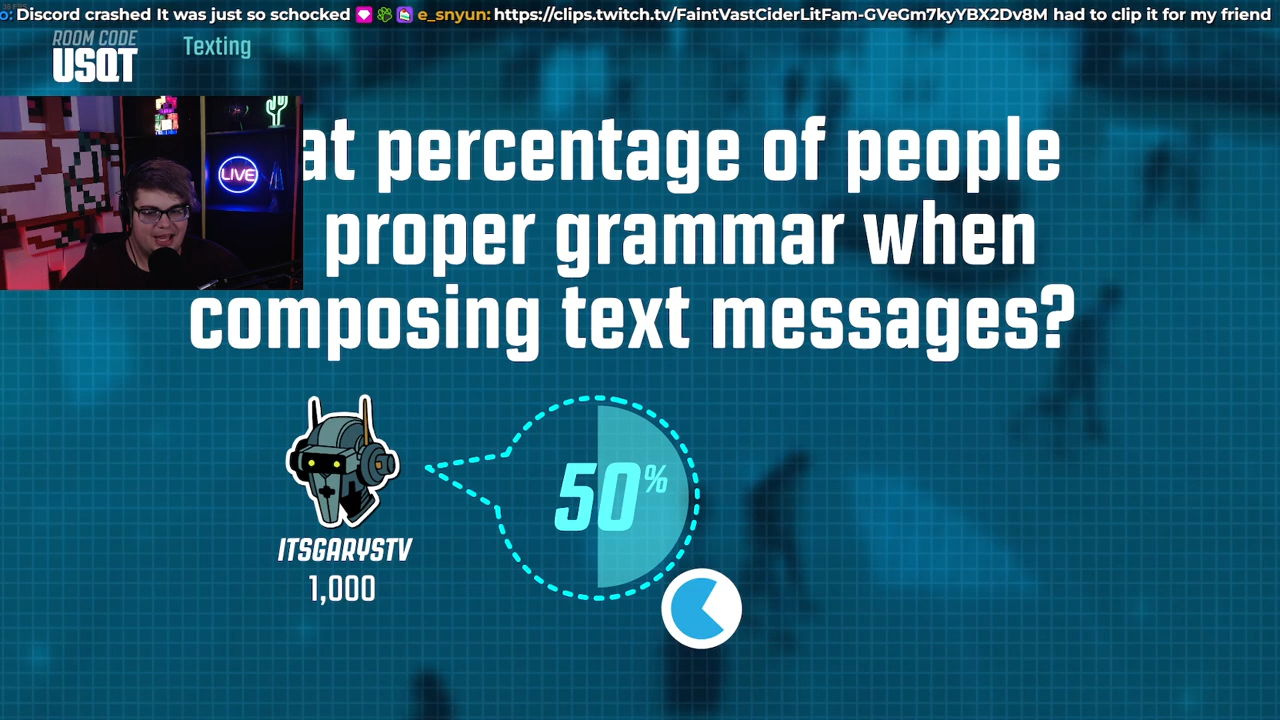 o: Discord crashed It was just so schocked e_snyun: https://clips.twitch.tv/FaintVastCiderLitFam-GVeGm7kyYBX2Dv8M had to clip it for my friend
ROOM CODE
USQT
Texting
LIVE
at percentage of people
proper grammar when
composing text messages?
50%
ITSGARYSTV
1,000